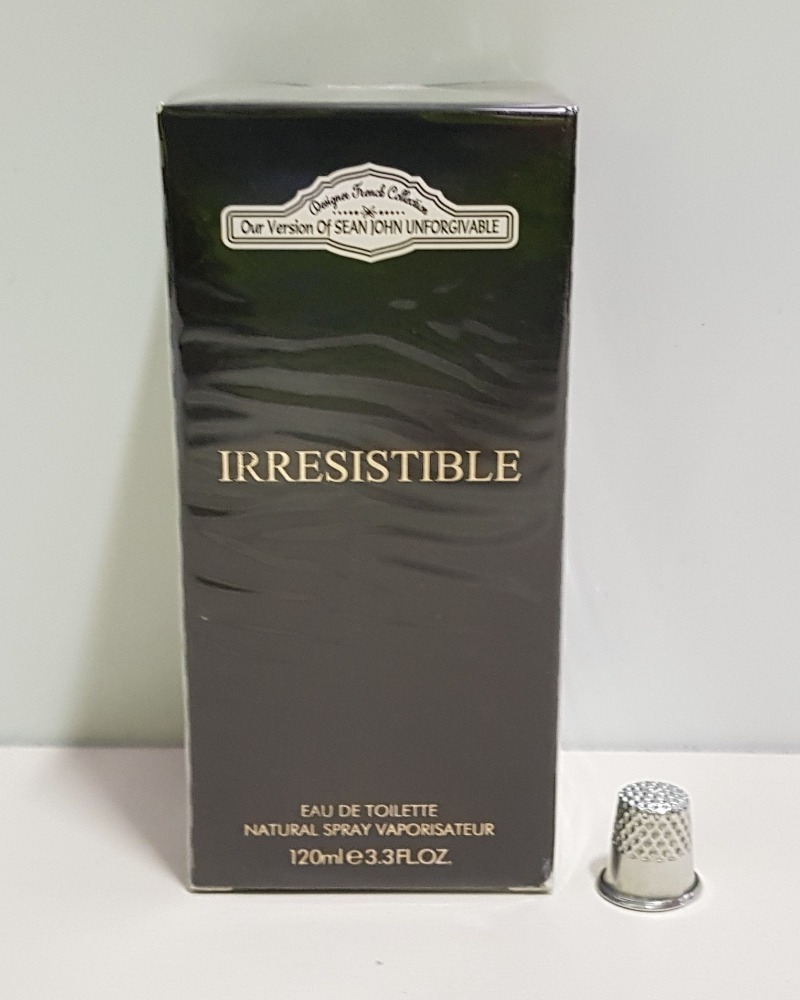 Designer French Collection
Our Version Of SEAN JOHN UNFORGIVABLE
IRRESISTIBLE
EAU DE TOILETTE
NATURAL SPRAY VAPORISATEUR
120ml e 3.3FL.OZ.